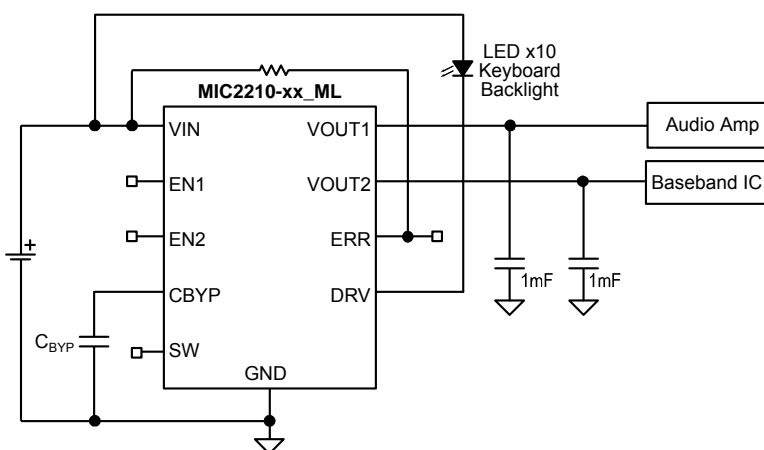 LED x10
Keyboard
Backlight
MIC2210-xx_ML
VIN
VOUT1
Audio Amp
EN1
VOUT2
Baseband IC
EN2
ERR
+
CBYP
DRV
1mF
1mF
CBYP
SW
GND